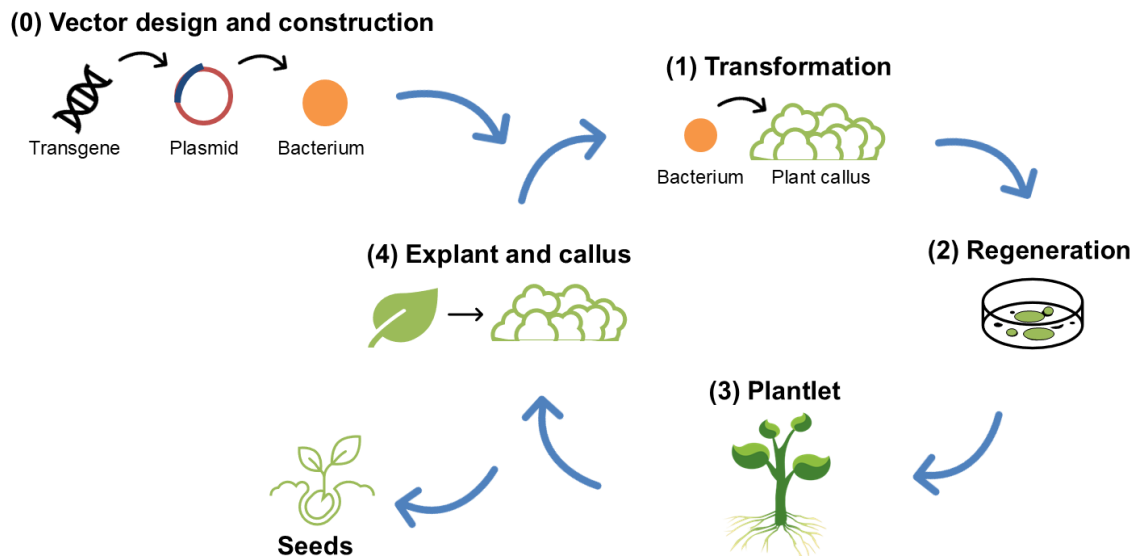 (0) Vector design and construction
Transgene
Plasmid
Bacterium
(1) Transformation
Bacterium
Plant callus
(2) Regeneration
(3) Plantlet
(4) Explant and callus
Seeds